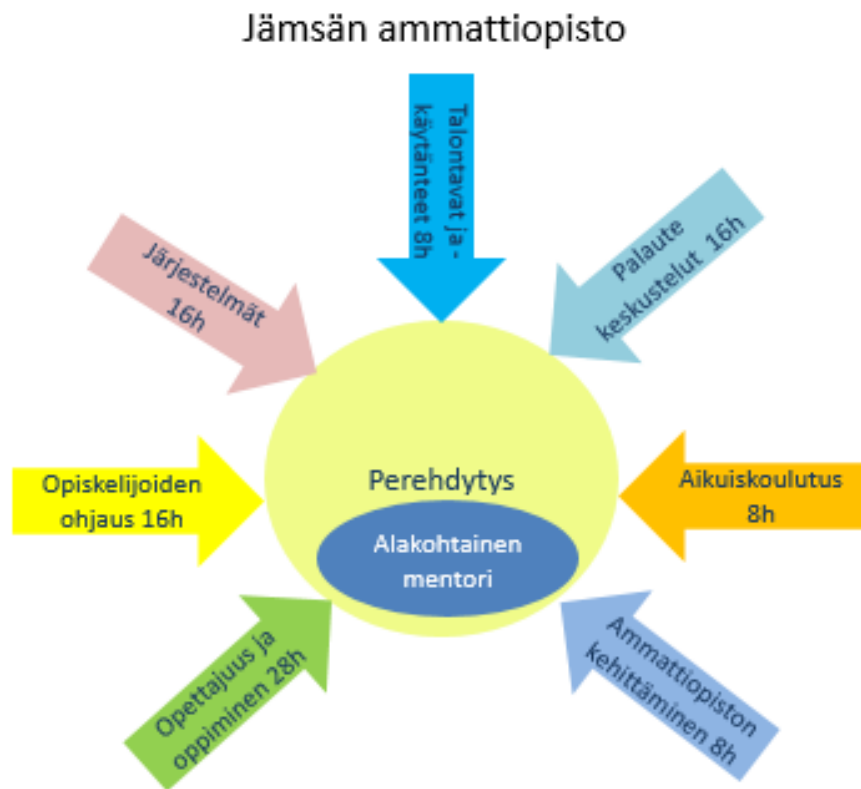 Jämsän ammattiopisto
Talontavat ja -
käytänteet 8h
Palaute
keskustelut 16h
Järjestelmät
16h
Perehdytys
Opiskelijoiden
ohjaus 16h
Aikuiskoulutus
8h
Alakohtainen
mentori
Opettajuus ja
oppiminen 28h
Ammattiopiston
kehittäminen 8h